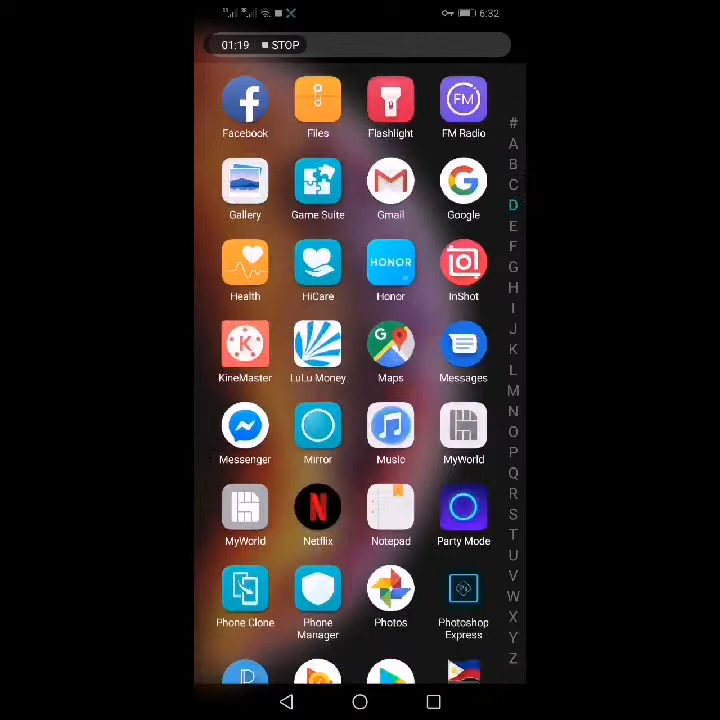 6:32
01:19 STOP
Facebook Files Flashlight FM Radio
Gallery Game Suite Gmail Google
Health HiCare Honor InShot
KineMaster LuLu Money Maps Messages
Messenger Mirror Music MyWorld
MyWorld Netflix Notepad Party Mode
Phone Clone Phone Manager Photos Photoshop Express
FM
HONOR
K
G
N
Ps
#
A
B
C
D
E
F
G
H
I
J
K
L
M
N
O
P
Q
R
S
T
U
V
W
X
Y
Z